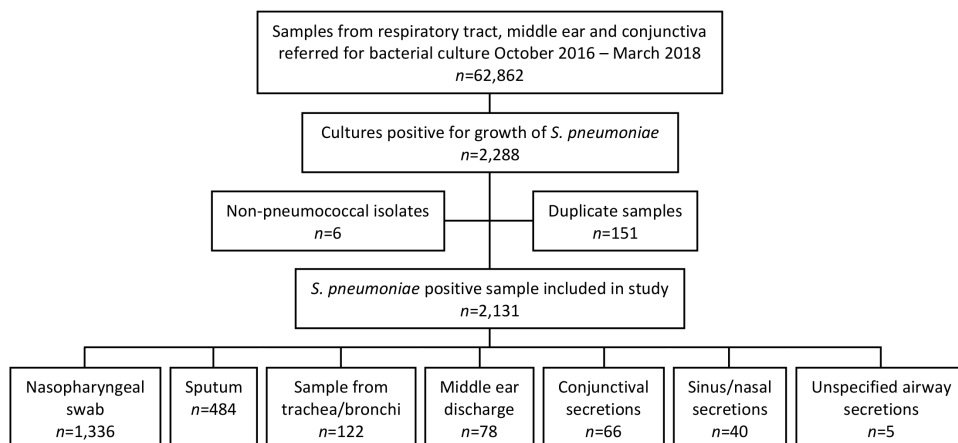 Samples from respiratory tract, middle ear and conjunctiva
referred for bacterial culture October 2016 – March 2018
n=62,862
Cultures positive for growth of S. pneumoniae
n=2,288
Non-pneumococcal isolates
n=6
Duplicate samples
n=151
S. pneumoniae positive sample included in study
n=2,131
Nasopharyngeal
swab
n=1,336
Sputum
n=484
Sample from
trachea/bronchi
n=122
Middle ear
discharge
n=78
Conjunctival
secretions
n=66
Sinus/nasal
secretions
n=40
Unspecified airway
secretions
n=5